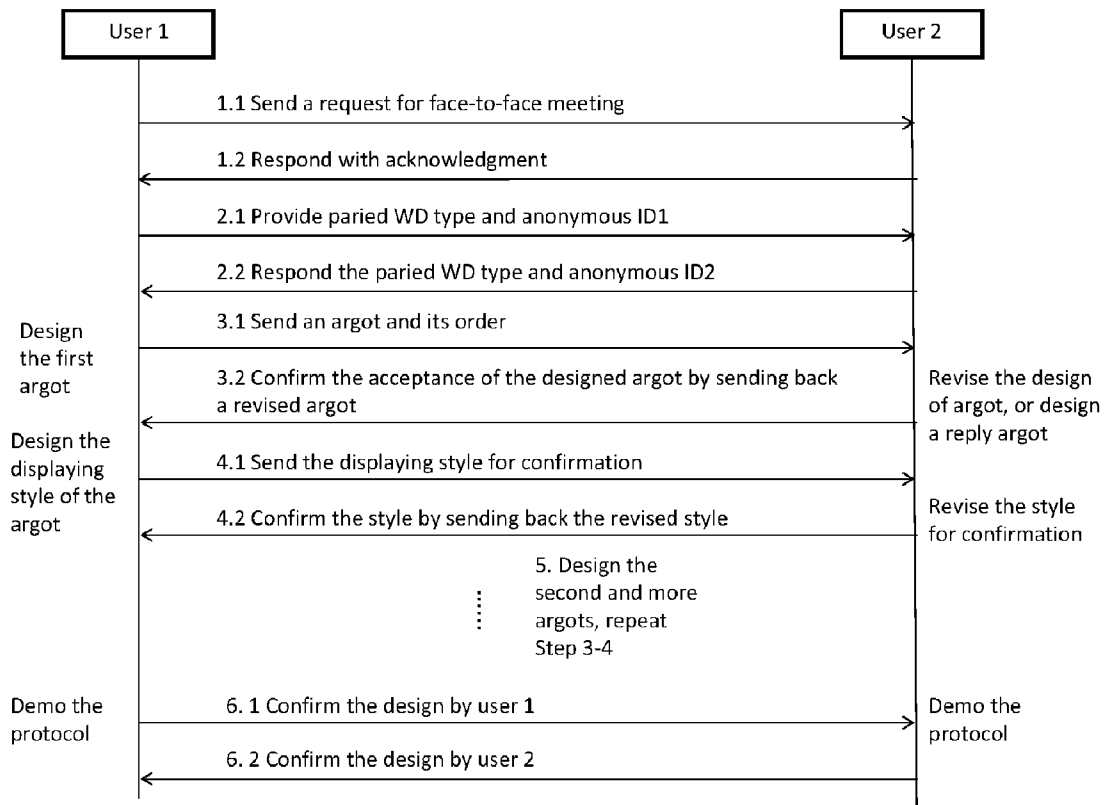 User 1
User 2
1.1 Send a request for face-to-face meeting
1.2 Respond with acknowledgment
2.1 Provide paried WD type and anonymous ID1
2.2 Respond the paried WD type and anonymous ID2
Design
the first
argot
3.1 Send an argot and its order
3.2 Confirm the acceptance of the designed argot by sending back
a revised argot
Revise the design
of argot, or design
a reply argot
Design the
displaying
style of the
argot
4.1 Send the displaying style for confirmation
4.2 Confirm the style by sending back the revised style
Revise the style
for confirmation
5. Design the
second and more
argots, repeat
Step 3-4
Demo the
protocol
6. 1 Confirm the design by user 1
Demo the
protocol
6. 2 Confirm the design by user 2